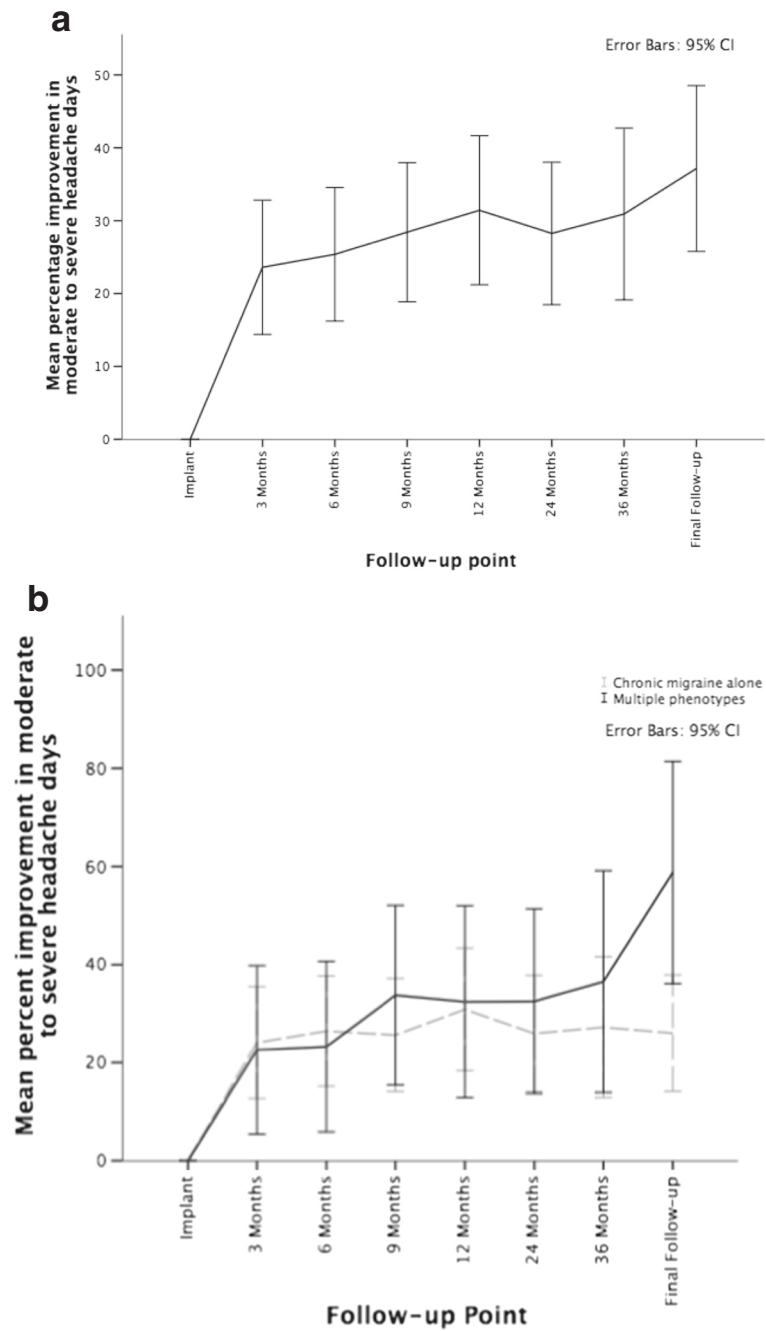 a
Error Bars: 95% CI
Mean percentage improvement in
moderate to severe headache days
50
40
30
20
10
0
Implant
3 Months
6 Months
9 Months
12 Months
24 Months
36 Months
Final Follow-up
Follow-up point
b
Mean percent improvement in moderate
to severe headache days
100
80
60
40
20
0
Chronic migraine alone
Multiple phenotypes
Error Bars: 95% CI
Implant
3 Months
6 Months
9 Months
12 Months
24 Months
36 Months
Final Follow-up
Follow-up Point